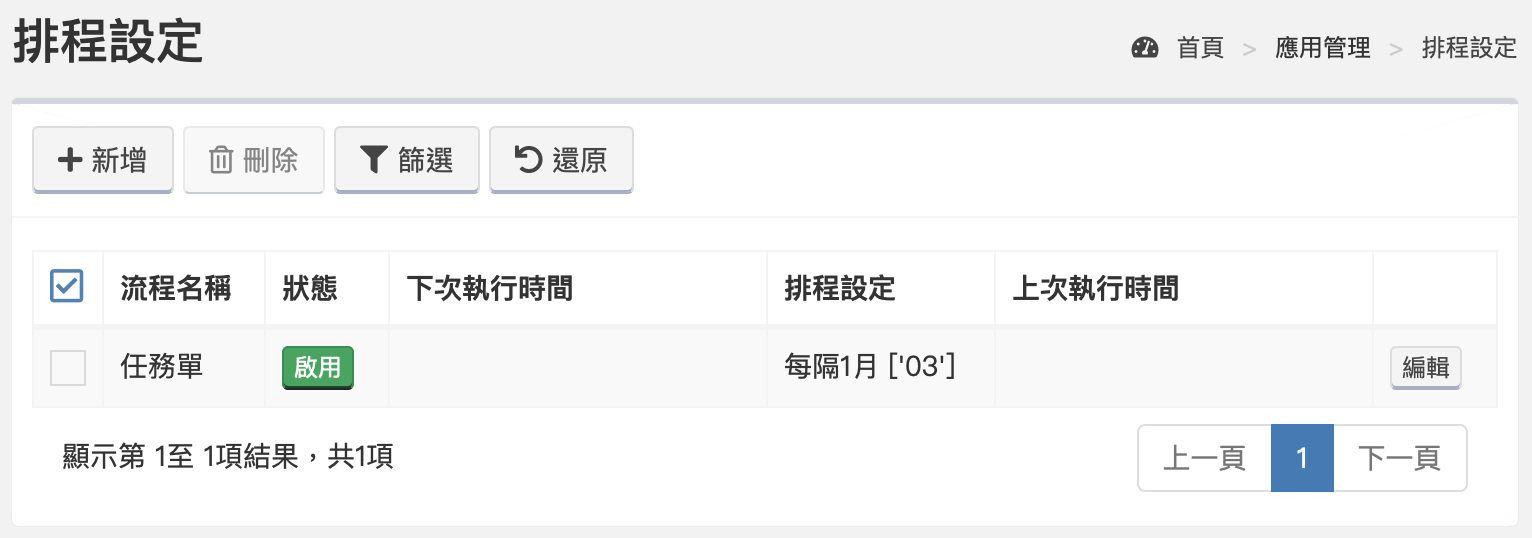 排程設定
首頁 > 應用管理 > 排程設定
新增 刪除 篩選 還原
流程名稱 狀態 下次執行時間 排程設定 上次執行時間
任務單 啟用 每隔1月 ['03'] 編輯
顯示第 1至 1項結果，共1項
上一頁 1 下一頁